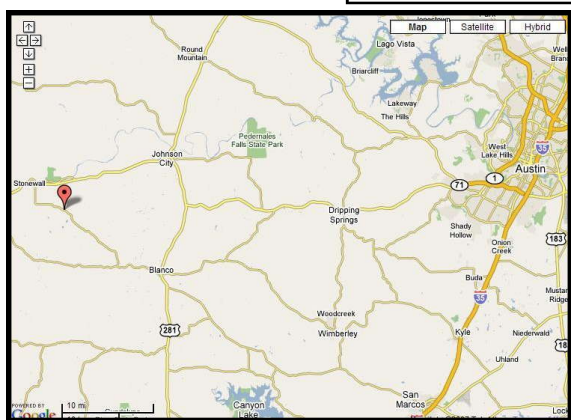 Map
Satellite
Hybrid
Round
Mountain
Lago Vista
Briarcliff
Lakeway
The Hills
Pedernales
Falls State Park
Johnson
City
West
Lake Hills
35
Austin
Stonewall
71
1
Dripping
Springs
Shady
Hollow
Onion
Creek
183
Blanco
Buda
35
Woodcreek
Wimberley
281
Kyle
Niederwald
Uhland
San
Marcos
Canyon
Lake
POWERED BY
Google
10 mi